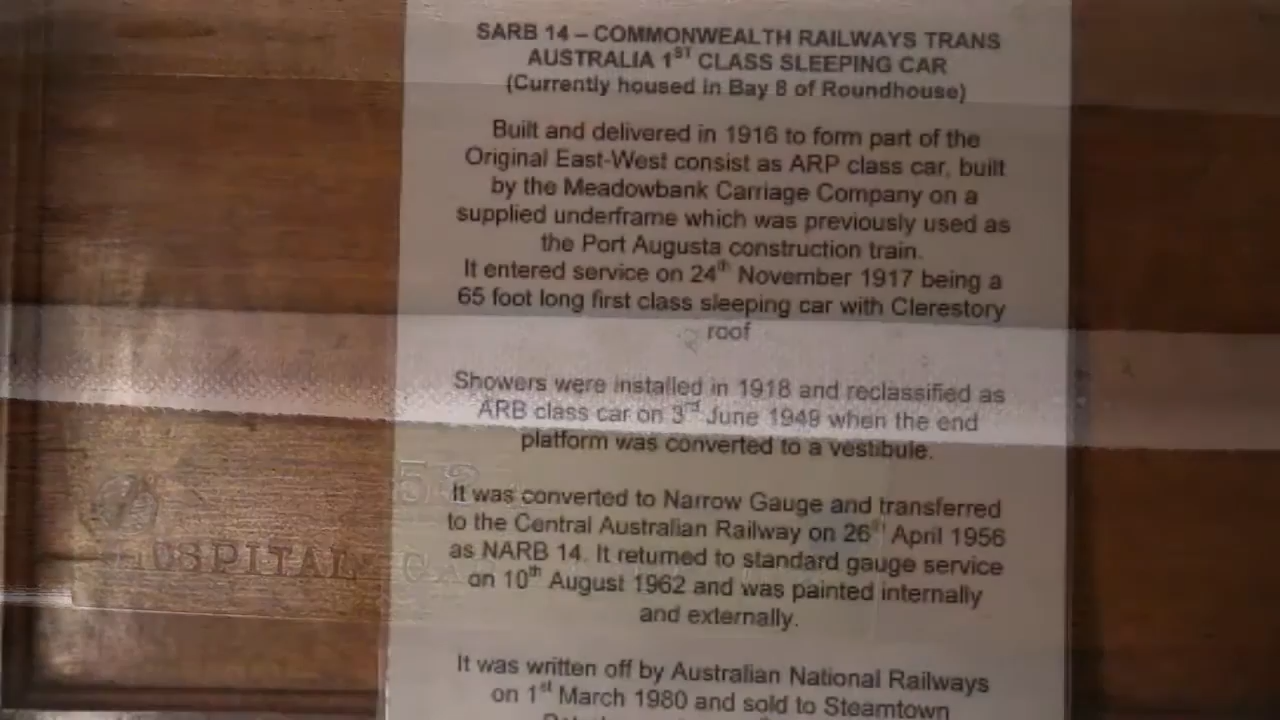 SARB 14 – COMMONWEALTH RAILWAYS TRANS
AUSTRALIA 1ST CLASS SLEEPING CAR
(Currently housed in Bay 8 of Roundhouse)
Built and delivered in 1916 to form part of the
Original East-West consist as ARP class car, built
by the Meadowbank Carriage Company on a
supplied underframe which was previously used as
the Port Augusta construction train.
It entered service on 24th November 1917 being a
65 foot long first class sleeping car with Clerestory
roof
Showers were installed in 1918 and reclassified as
ARB class car on 3rd June 1949 when the end
platform was converted to a vestibule.
It was converted to Narrow Gauge and transferred
to the Central Australian Railway on 26st April 1956
as NARB 14. It returned to standard gauge service
on 10th August 1962 and was painted internally
and externally.
It was written off by Australian National Railways
on 1st March 1980 and sold to Steamtown
HOSPITAL